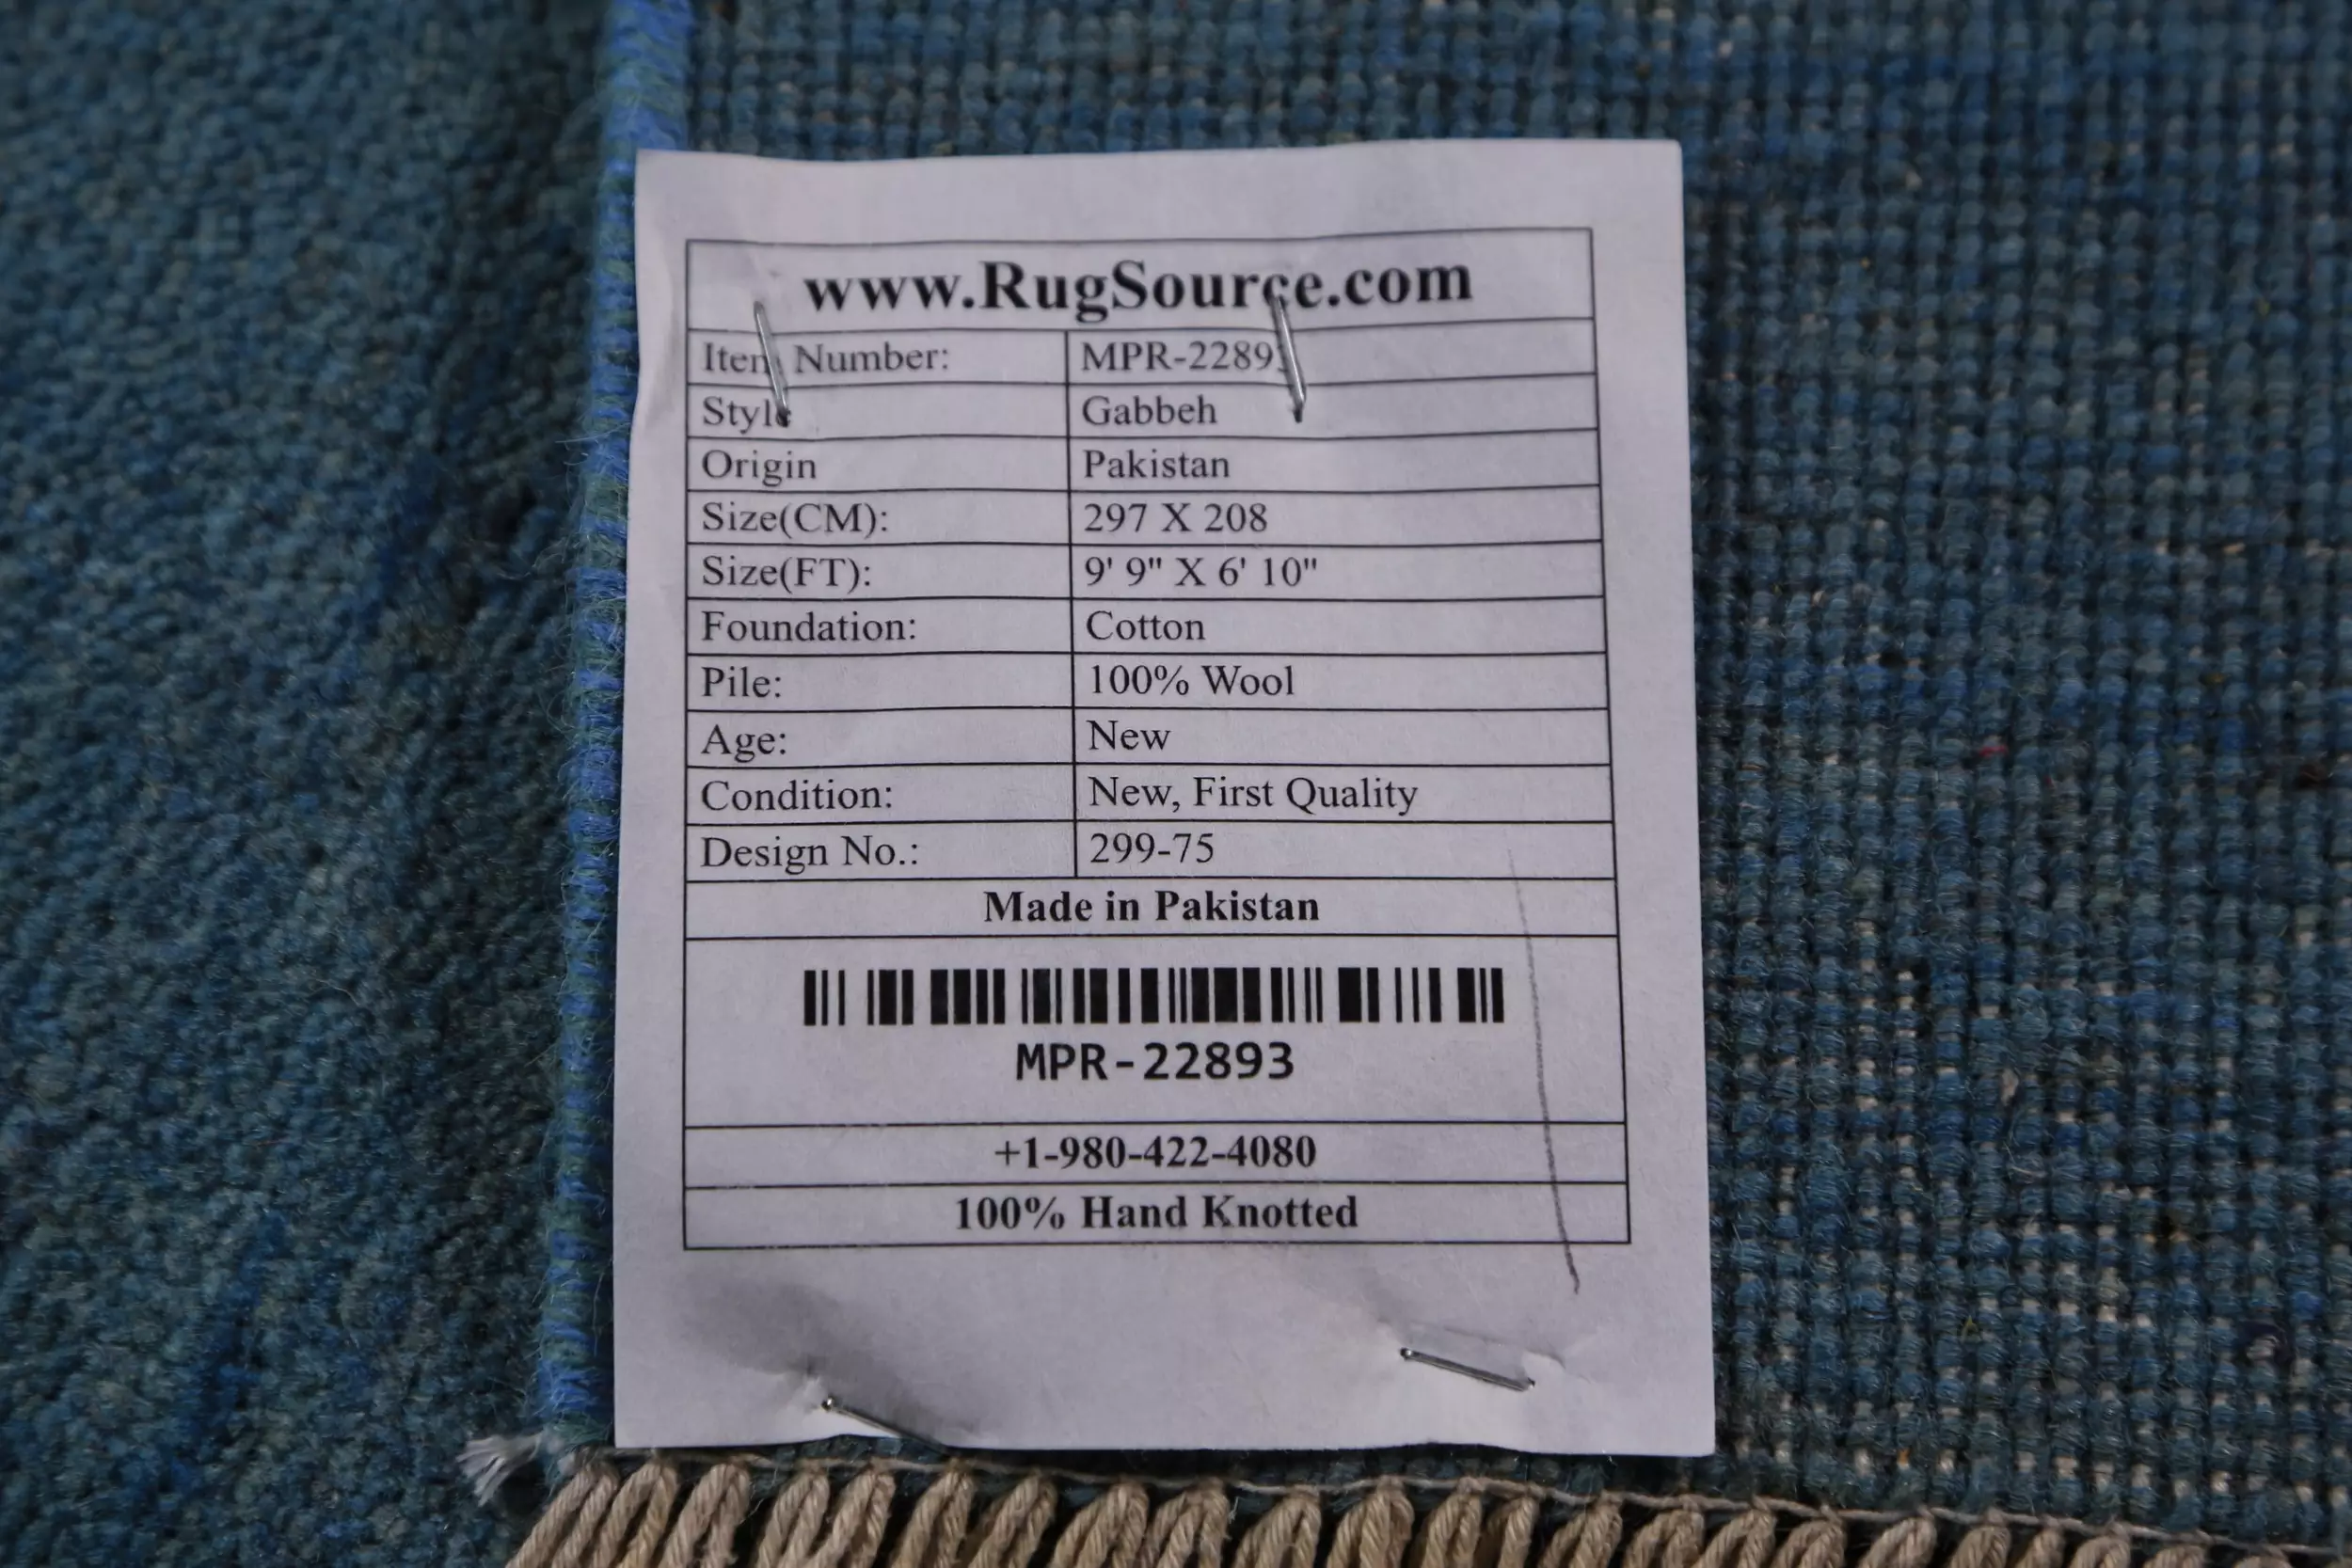 www.RugSource.com
Item Number: MPR-22893
Style Gabbeh
Origin Pakistan
Size(CM): 297 X 208
Size(FT): 9' 9" X 6' 10"
Foundation: Cotton
Pile: 100% Wool
Age: New
Condition: New, First Quality
Design No.: 299-75
Made in Pakistan
MPR-22893
+1-980-422-4080
100% Hand Knotted